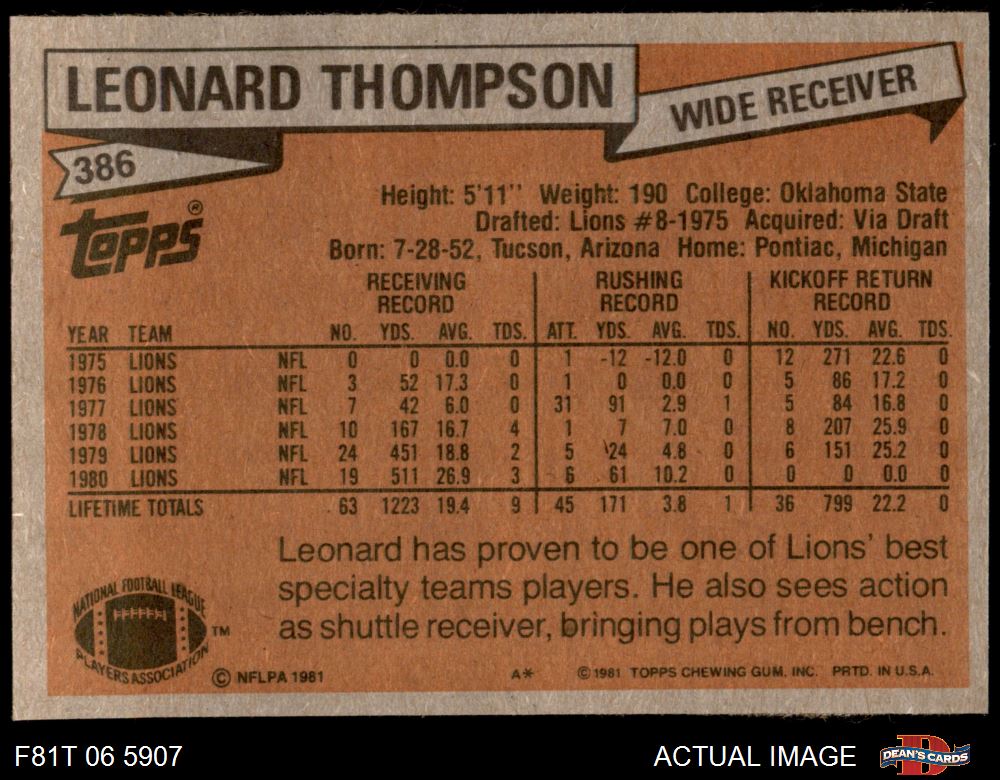 LEONARD THOMPSON
WIDE RECEIVER
386
topps®
Height: 5'11'' Weight: 190 College: Oklahoma State
Drafted: Lions #8-1975 Acquired: Via Draft
Born: 7-28-52, Tucson, Arizona Home: Pontiac, Michigan
RECEIVING RECORD RUSHING RECORD KICKOFF RETURN RECORD
YEAR TEAM NO. YDS. AVG. TDS. ATT. YDS. AVG. TDS. NO. YDS. AVG. TDS.
1975 LIONS NFL 0 0 0.0 0 1 -12 -12.0 0 12 271 22.6 0
1976 LIONS NFL 3 52 17.3 0 1 0 0.0 0 5 86 17.2 0
1977 LIONS NFL 7 42 6.0 0 31 91 2.9 1 5 84 16.8 0
1978 LIONS NFL 10 167 16.7 4 1 7 7.0 0 8 207 25.9 0
1979 LIONS NFL 24 451 18.8 2 5 24 4.8 0 6 151 25.2 0
1980 LIONS NFL 19 511 26.9 3 6 61 10.2 0 0 0 0.0 0
LIFETIME TOTALS 63 1223 19.4 9 45 171 3.8 1 36 799 22.2 0
Leonard has proven to be one of Lions' best
specialty teams players. He also sees action
as shuttle receiver, bringing plays from bench.
NATIONAL FOOTBALL LEAGUE
PLAYERS ASSOCIATION
TM
© NFLPA 1981 A* © 1981 TOPPS CHEWING GUM, INC. PRTD. IN U.S.A.
F81T 06 5907 ACTUAL IMAGE DEAN'S CARDS